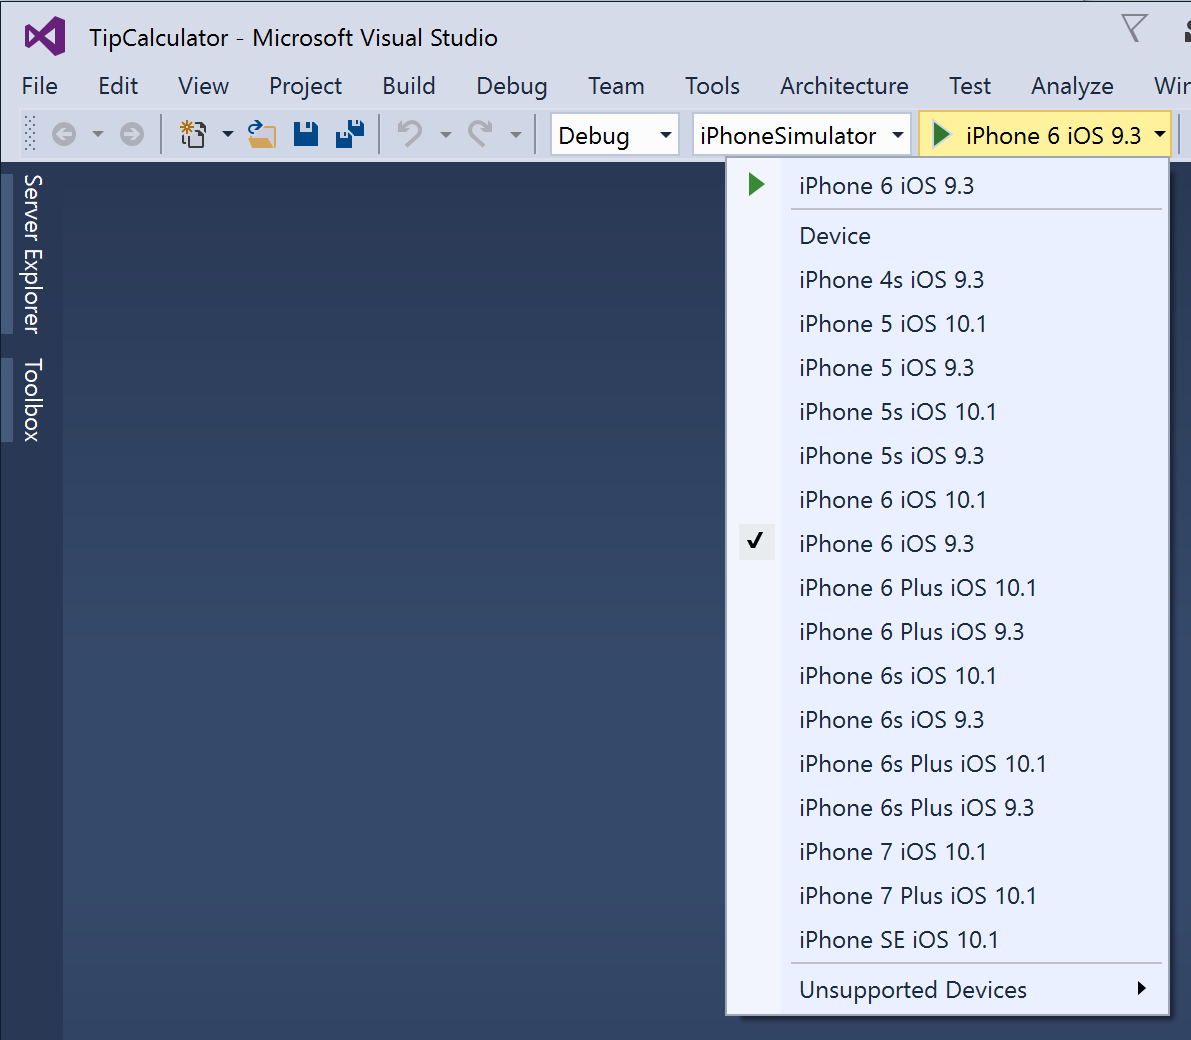 TipCalculator - Microsoft Visual Studio
File Edit View Project Build Debug Team Tools Architecture Test Analyze
Debug iPhoneSimulator iPhone 6 iOS 9.3
Server Explorer
Toolbox
iPhone 6 iOS 9.3
Device
iPhone 4s iOS 9.3
iPhone 5 iOS 10.1
iPhone 5 iOS 9.3
iPhone 5s iOS 10.1
iPhone 5s iOS 9.3
iPhone 6 iOS 10.1
iPhone 6 iOS 9.3
iPhone 6 Plus iOS 10.1
iPhone 6 Plus iOS 9.3
iPhone 6s iOS 10.1
iPhone 6s iOS 9.3
iPhone 6s Plus iOS 10.1
iPhone 6s Plus iOS 9.3
iPhone 7 iOS 10.1
iPhone 7 Plus iOS 10.1
iPhone SE iOS 10.1
Unsupported Devices